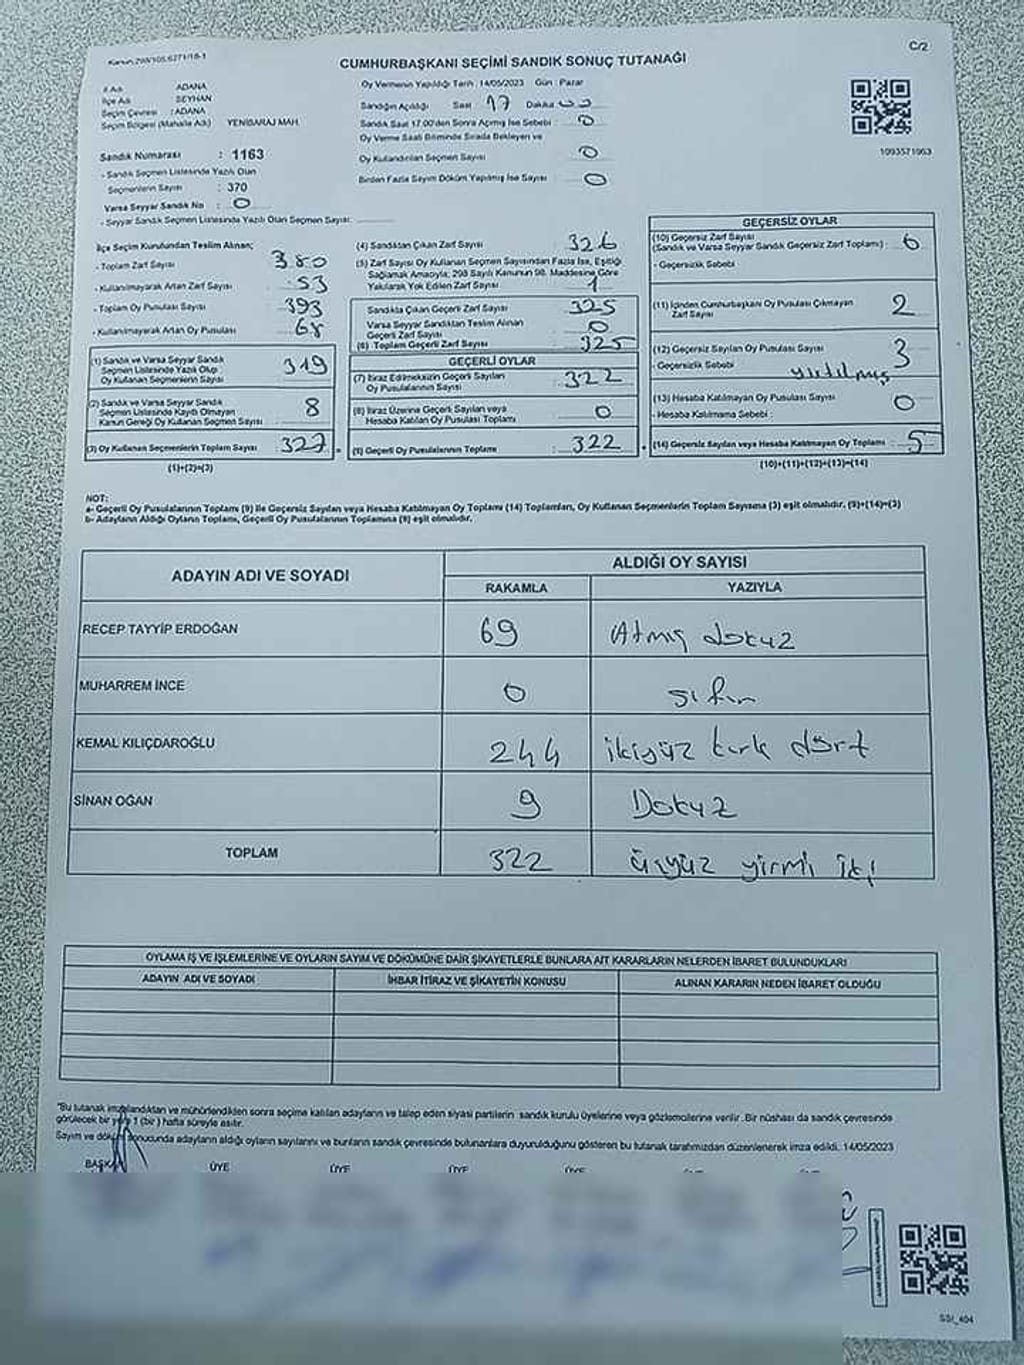 Kanun 298/105.6271/16-1
C/2
CUMHURBAŞKANI SEÇİMİ SANDIK SONUÇ TUTANAĞI
İl Adı ADANA
İlçe Adı SEYHAN
Seçim Çevresi : ADANA
Seçim Bölgesi (Mahalle Adı) YENİBARAJ MAH.
Sandık Numarası : 1163
- Sandık Seçmen Listesinde Yazılı Olan
Seçmenlerin Sayısı : 370
Varsa Seyyar Sandık No : 0
- Seyyar Sandık Seçmen Listesinde Yazılı Olan Seçmen Sayısı:
Oy Vermenin Yapıldığı Tarih : 14/05/2023 Gün : Pazar
Sandığın Açıldığı Saat 17 Dakika
Sandık Saat 17.00'den Sonra Açılmış İse Sebebi : 0
Oy Verme Saati Bitiminde Sırada Bekleyen ve
Oy Kullandırılan Seçmen Sayısı 0
Birden Fazla Sayım Döküm Yapılmış İse Sayısı 0
1093571063
İlçe Seçim Kurulundan Teslim Alınan;
- Toplam Zarf Sayısı 380
- Kullanılmayarak Artan Zarf Sayısı 53
- Toplam Oy Pusulası Sayısı 393
- Kullanılmayarak Artan Oy Pusulası 68
(1) Sandık ve Varsa Seyyar Sandık
Seçmen Listesinde Yazılı Olup
Oy Kullanan Seçmenlerin Sayısı 319
(2) Sandık ve Varsa Seyyar Sandık
Seçmen Listesinde Kayıtlı Olmayan
Kanun Gereği Oy Kullanan Seçmen Sayısı 8
(3) Oy Kullanan Seçmenlerin Toplam Sayısı 327
(1)+(2)=(3)
(4) Sandıktan Çıkan Zarf Sayısı 326
(5) Zarf Sayısı Oy Kullanan Seçmen Sayısından Fazla İse, Eşitliği
Sağlamak Amacıyla; 298 Sayılı Kanunun 98. Maddesine Göre
Yakılarak Yok Edilen Zarf Sayısı 1
Sandıkta Çıkan Geçerli Zarf Sayısı 325
Varsa Seyyar Sandıktan Teslim Alınan
Geçerli Zarf Sayısı 0
(6) Toplam Geçerli Zarf Sayısı 325
GEÇERLİ OYLAR
(7) İtiraz Edilmeksizin Geçerli Sayılan
Oy Pusulalarının Sayısı 322
(8) İtiraz Üzerine Geçerli Sayılan veya
Hesaba Katılan Oy Pusulası Toplamı 0
(9) Geçerli Oy Pusulalarının Toplamı 322
GEÇERSİZ OYLAR
(10) Geçersiz Zarf Sayısı
(Sandık ve Varsa Seyyar Sandık Geçersiz Zarf Toplamı) :
- Geçersizlik Sebebi
(11) İçinden Cumhurbaşkanı Oy Pusulası Çıkmayan
Zarf Sayısı 2
(12) Geçersiz Sayılan Oy Pusulası Sayısı 3
- Geçersizlik Sebebi yırtılmış
(13) Hesaba Katılmayan Oy Pusulası Sayısı 0
- Hesaba Katılmama Sebebi :
(14) Geçersiz Sayılan veya Hesaba Katılmayan Oy Toplamı 5
(10)+(11)+(12)+(13)=(14)
NOT:
a- Geçerli Oy Pusulalarının Toplamı (9) ile Geçersiz Sayılan veya Hesaba Katılmayan Oy Toplamı (14) Toplamları, Oy Kullanan Seçmenlerin Toplam Sayısına (3) eşit olmalıdır. (9)+(14)=(3)
b- Adayların Aldığı Oyların Toplamı, Geçerli Oy Pusulalarının Toplamına (9) eşit olmalıdır.
ADAYIN ADI VE SOYADI ALDIĞI OY SAYISI
RAKAMLA YAZIYLA
RECEP TAYYİP ERDOĞAN 69 Atmış dokuz
MUHARREM İNCE 0 sıfır
KEMAL KILIÇDAROĞLU 244 ikiyüz kırk dört
SİNAN OĞAN 9 Dokuz
TOPLAM 322 üçyüz yirmi iki
OYLAMA İŞ VE İŞLEMLERİNE VE OYLARIN SAYIM VE DÖKÜMÜNE DAİR ŞİKAYETLERLE BUNLARA AİT KARARLARIN NELERDEN İBARET BULUNDUKLARI
ADAYIN ADI VE SOYADI İHBAR İTİRAZ VE ŞİKAYETİN KONUSU ALINAN KARARIN NEDEN İBARET OLDUĞU
"Bu tutanak imzalandıktan ve mühürlendikten sonra seçime katılan adayların ve talep eden siyasi partilerin sandık kurulu üyelerine veya gözlemcilerine verilir. Bir nüshası da sandık çevresinde
görülecek bir yere 1 (bir) hafta süreyle asılır.
Sayım ve döküm sonucunda adayların aldığı oyların sayılarını ve bunların sandık çevresinde bulunanlara duyurulduğunu gösteren bu tutanak tarafımızdan düzenlenerek imza edildi. 14/05/2023
BAŞKAN ÜYE ÜYE ÜYE ÜYE
SSI_404